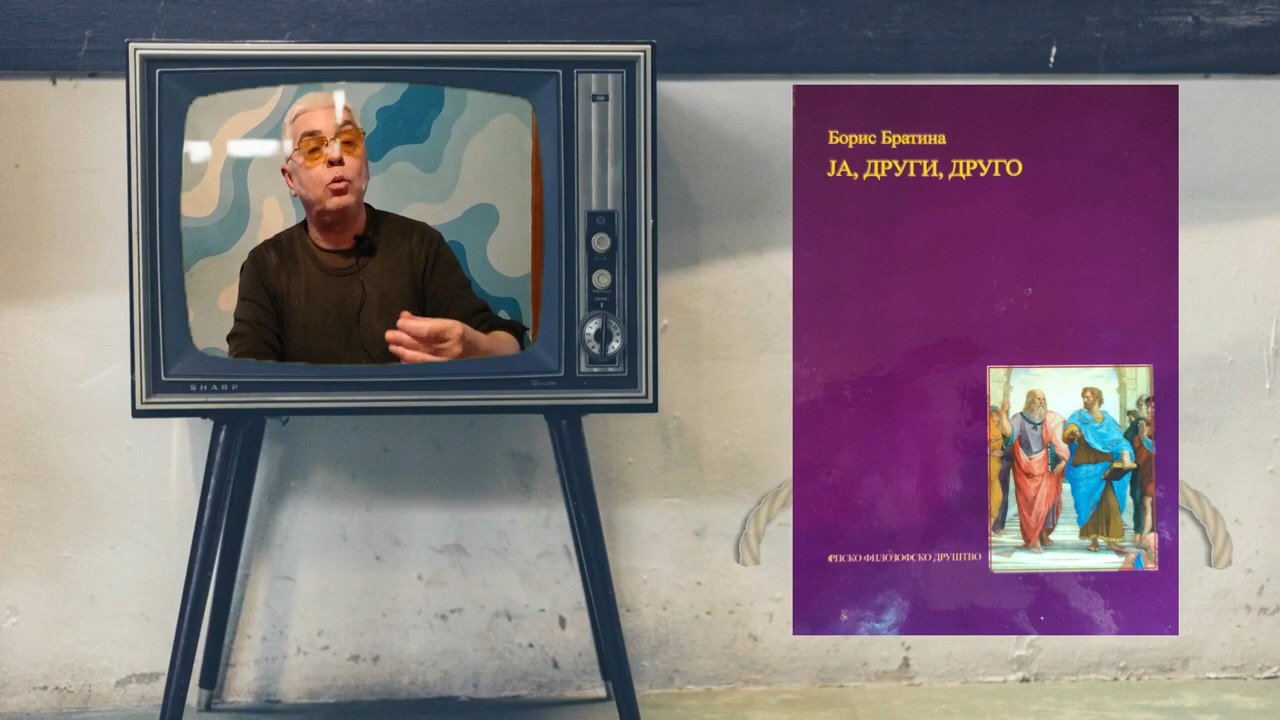 SHARP
Борис Братина
ЈА, ДРУГИ, ДРУГО
СРПСКО ФИЛОЗОФСКО ДРУШТВО